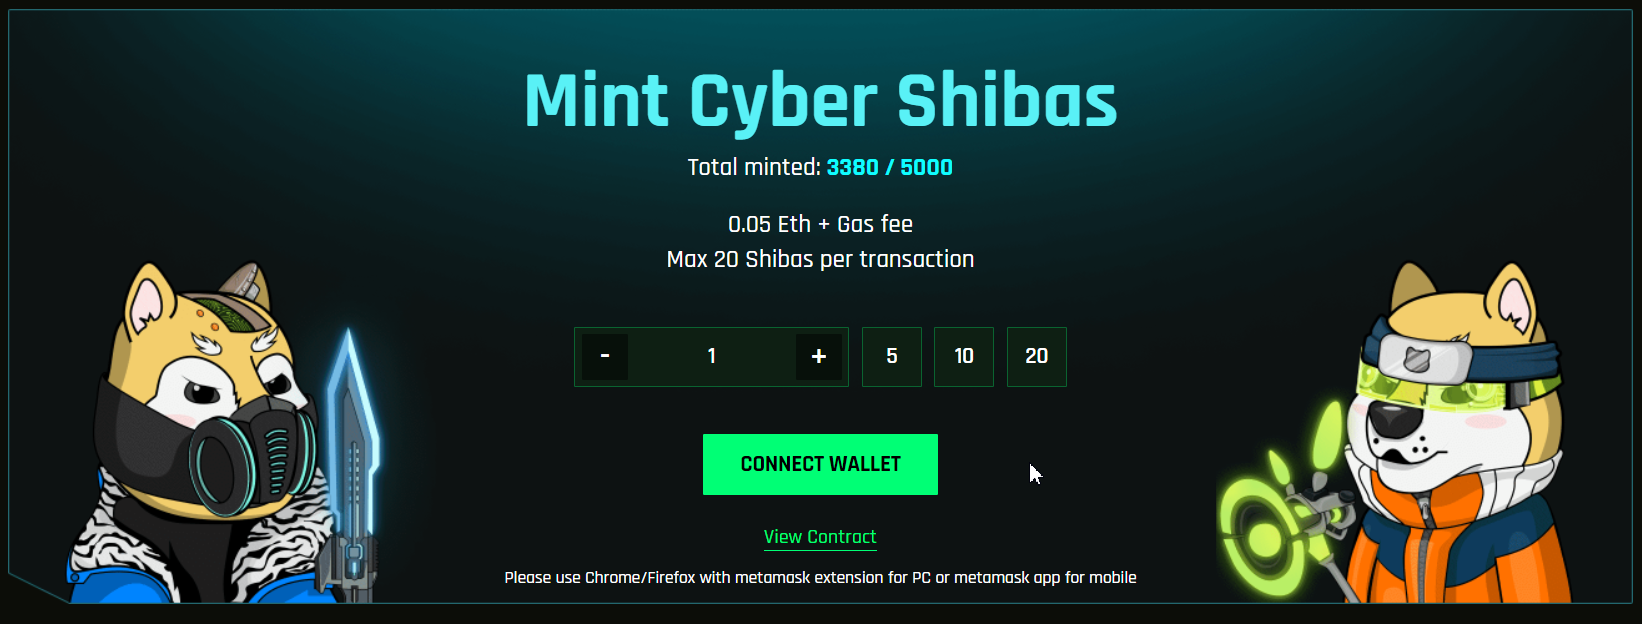 Mint Cyber Shibas
Total minted: 3380 / 5000
0.05 Eth + Gas fee
Max 20 Shibas per transaction
- 1 + 5 10 20
CONNECT WALLET
View Contract
Please use Chrome/Firefox with metamask extension for PC or metamask app for mobile